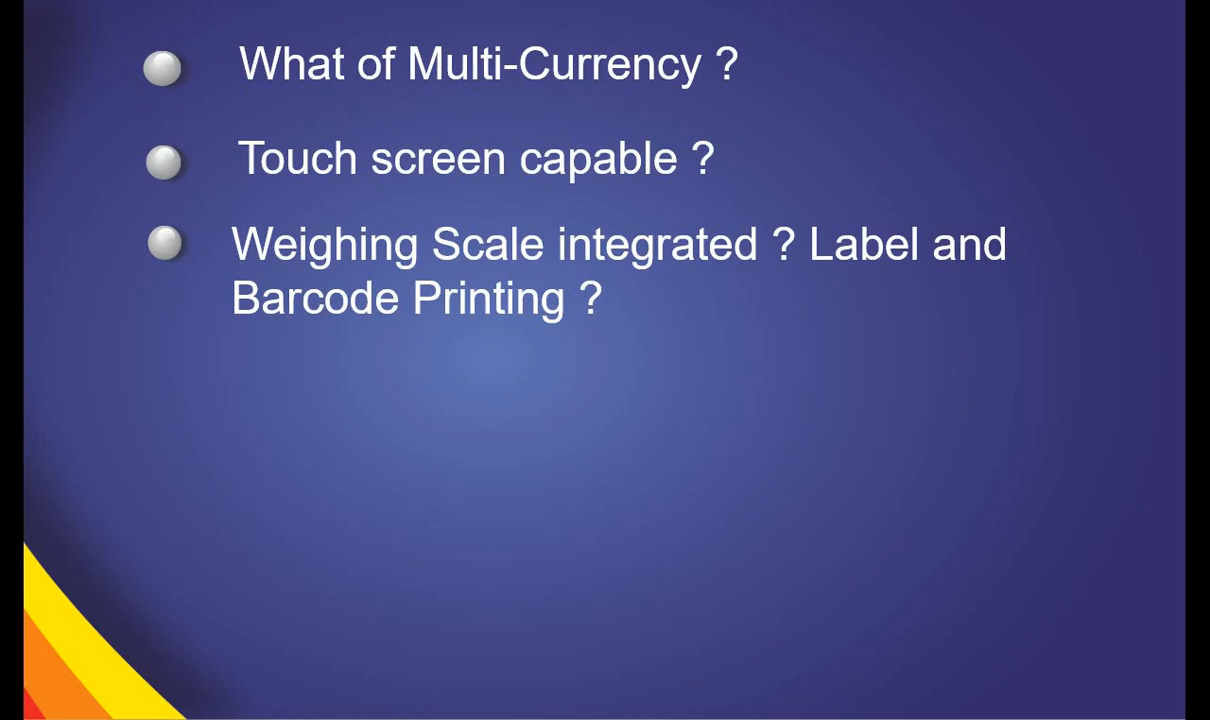 What of Multi-Currency ?
Touch screen capable ?
Weighing Scale integrated ? Label and
Barcode Printing ?